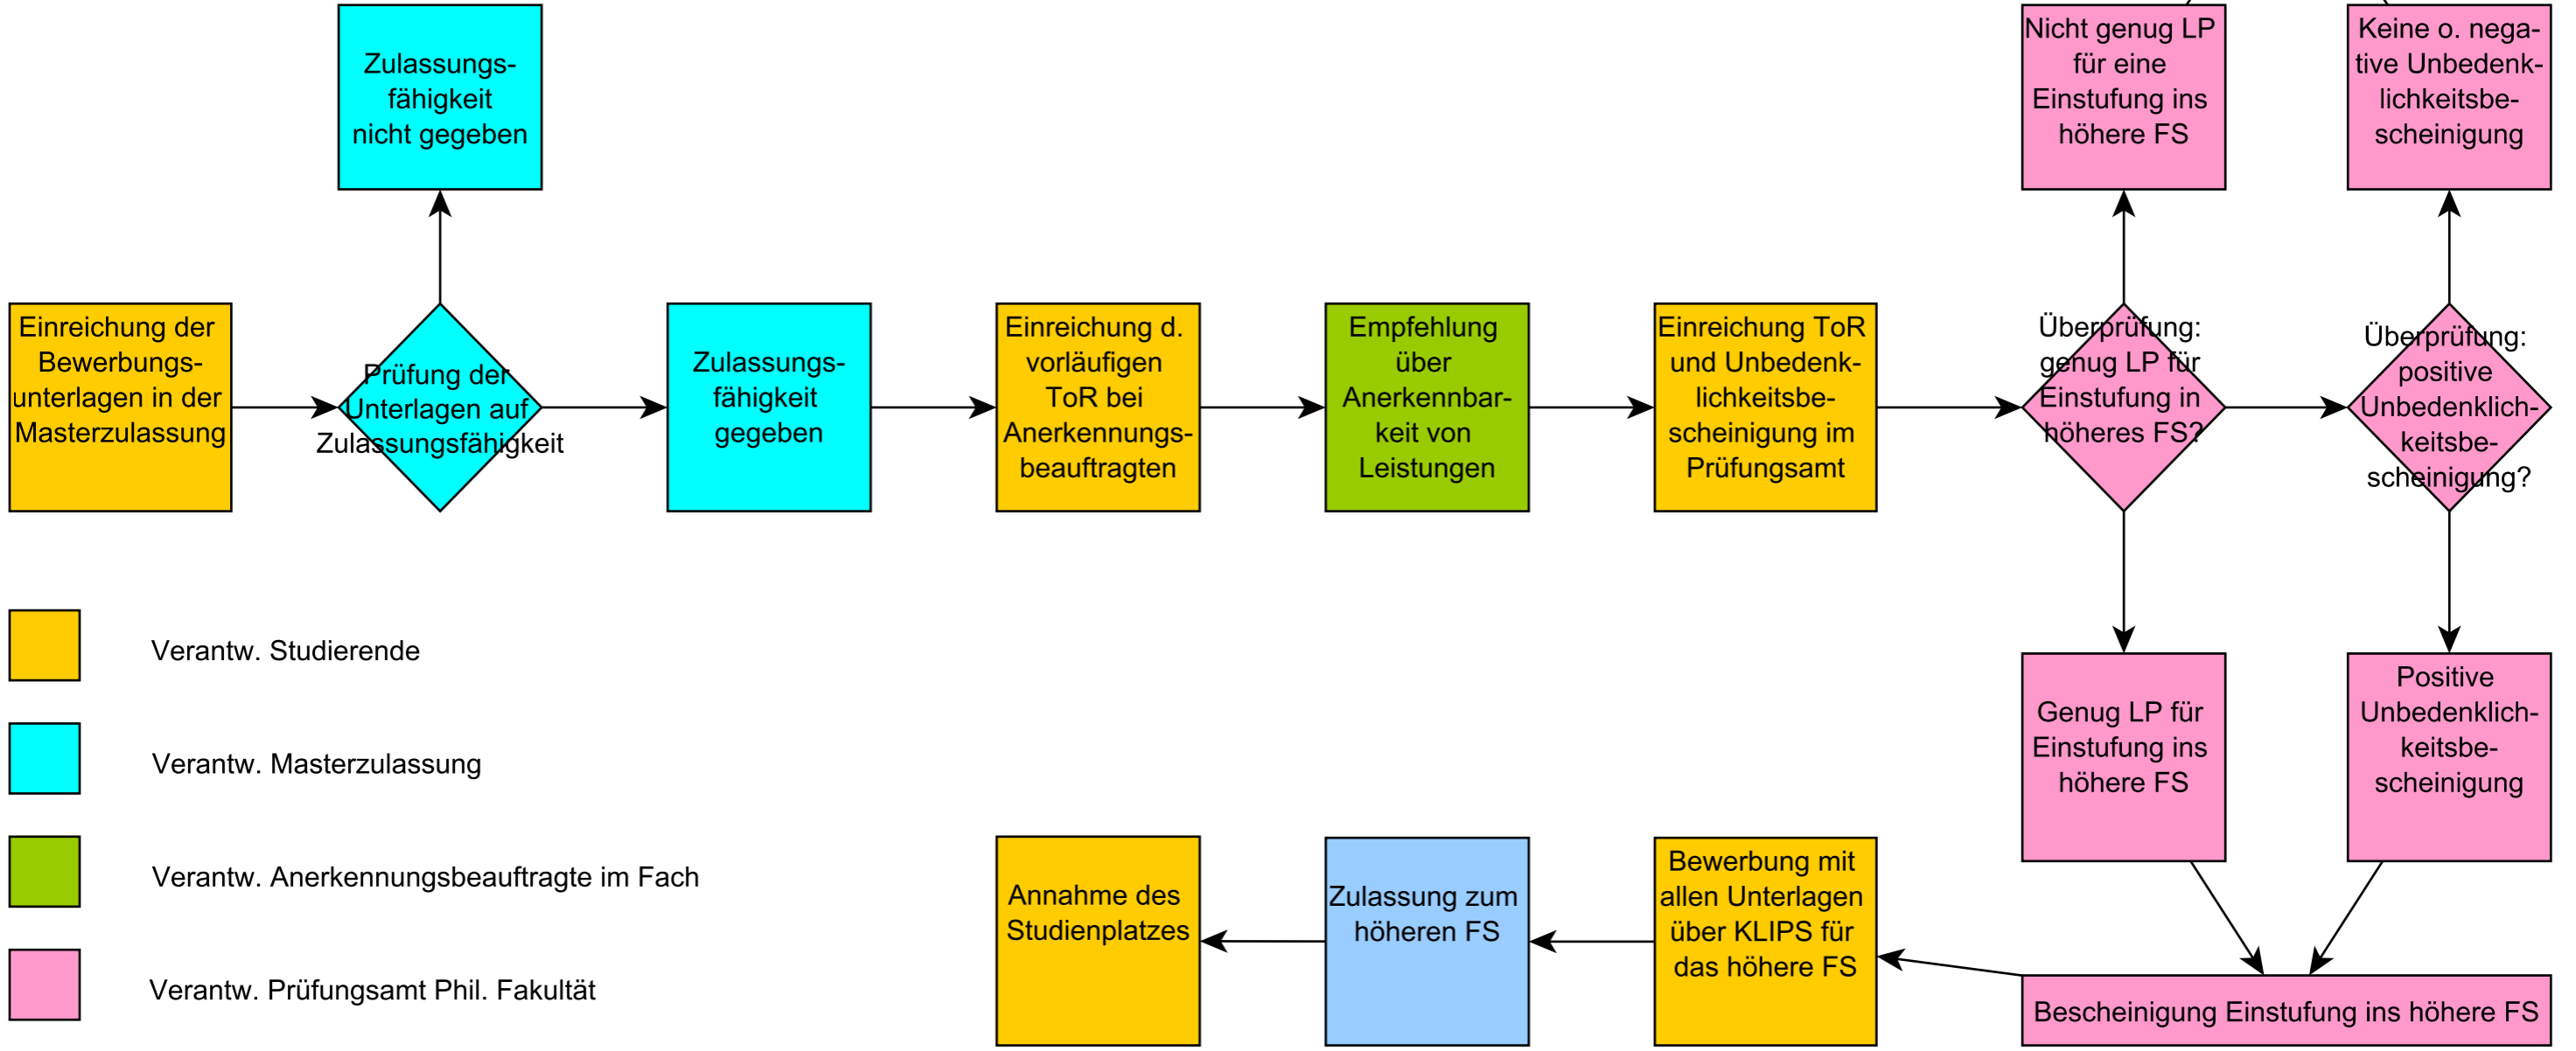 Zulassungs-
fähigkeit
nicht gegeben
Nicht genug LP
für eine
Einstufung ins
höhere FS
Keine o. nega-
tive Unbedenk-
lichkeitsbe-
scheinigung
Einreichung der
Bewerbungs-
unterlagen in der
Masterzulassung
Prüfung der
Unterlagen auf
Zulassungsfähigkeit
Zulassungs-
fähigkeit
gegeben
Einreichung d.
vorläufigen
ToR bei
Anerkennungs-
beauftragten
Empfehlung
über
Anerkennbar-
keit von
Leistungen
Einreichung ToR
und Unbedenk-
lichkeitsbe-
scheinigung im
Prüfungsamt
Überprüfung:
genug LP für
Einstufung in
höheres FS?
Überprüfung:
positive
Unbedenklich-
keitsbe-
scheinigung?
Verantw. Studierende
Verantw. Masterzulassung
Verantw. Anerkennungsbeauftragte im Fach
Verantw. Prüfungsamt Phil. Fakultät
Genug LP für
Einstufung ins
höhere FS
Positive
Unbedenklich-
keitsbe-
scheinigung
Annahme des
Studienplatzes
Zulassung zum
höheren FS
Bewerbung mit
allen Unterlagen
über KLIPS für
das höhere FS
Bescheinigung Einstufung ins höhere FS